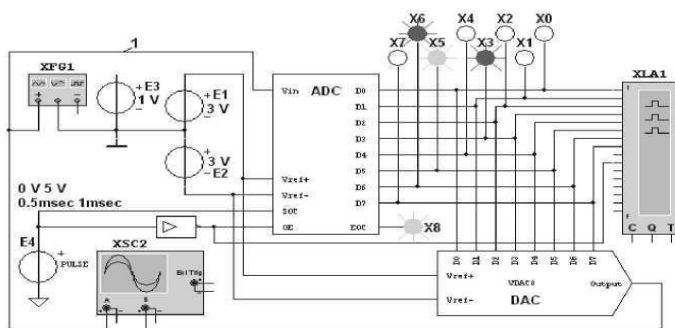 1
X6
X4
X2
X0
X7
X5
X3
X1
XFG1
XLA1
E3
1 V
E1
3 V
3 V
E2
Vin
ADC
D0
D1
D2
D3
D4
D5
D6
D7
Vref+
Vref-
SOC
OE
EOC
X8
0 V 5 V
0.5msec 1msec
E4
PULSE
XSC2
Ext Trig
A
B
C Q T
D0 D1 D2 D3 D4 D5 D6 D7
Vref+
VDAC8
Output
Vref-
DAC